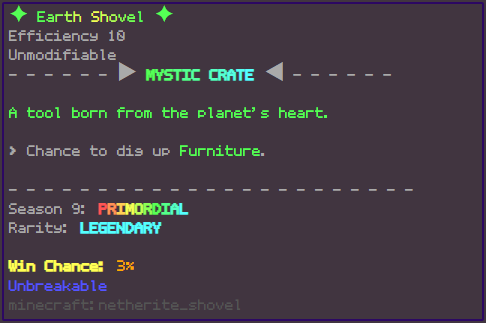 ✦ Earth Shovel ✦
Efficiency 10
Unmodifiable
- - - - - - ▶ MYSTIC CRATE ◀ - - - - - -
A tool born from the planet's heart.
> Chance to dig up Furniture.
- - - - - - - - - - - - - - - - - - - - - - - -
Season 9: PRIMORDIAL
Rarity: LEGENDARY
Win Chance: 3%
Unbreakable
minecraft:netherite_shovel